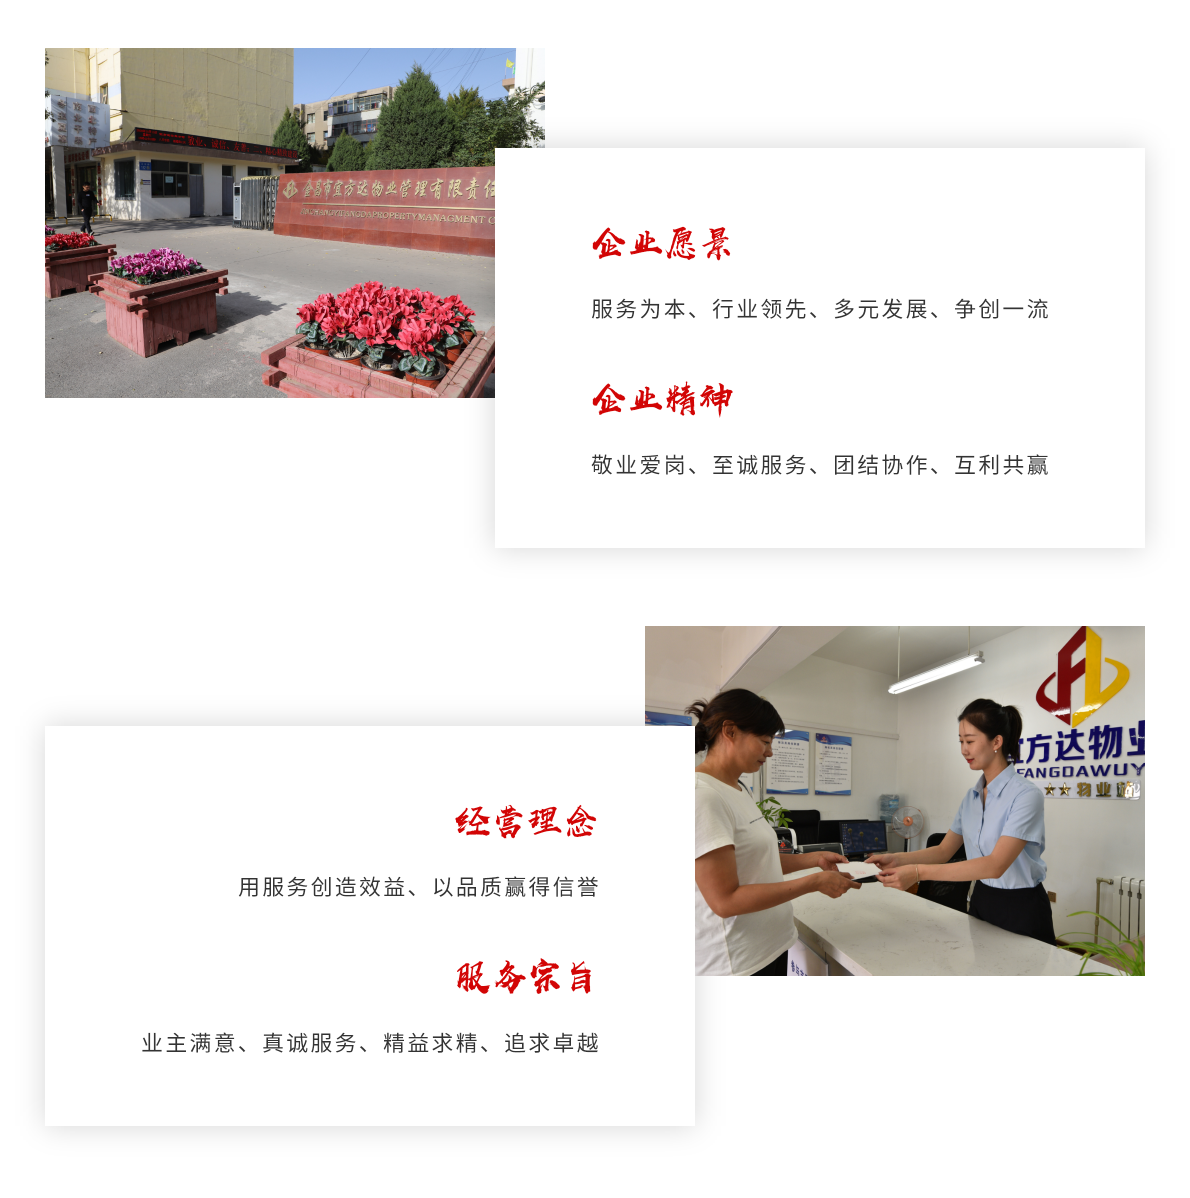 金昌市宜方达物业管理有限责任
企业愿景
服务为本、行业领先、多元发展、争创一流
企业精神
敬业爱岗、至诚服务、团结协作、互利共赢
宜方达物业
FANGDAWUY
经营理念
用服务创造效益、以品质赢得信誉
服务宗旨
业主满意、真诚服务、精益求精、追求卓越